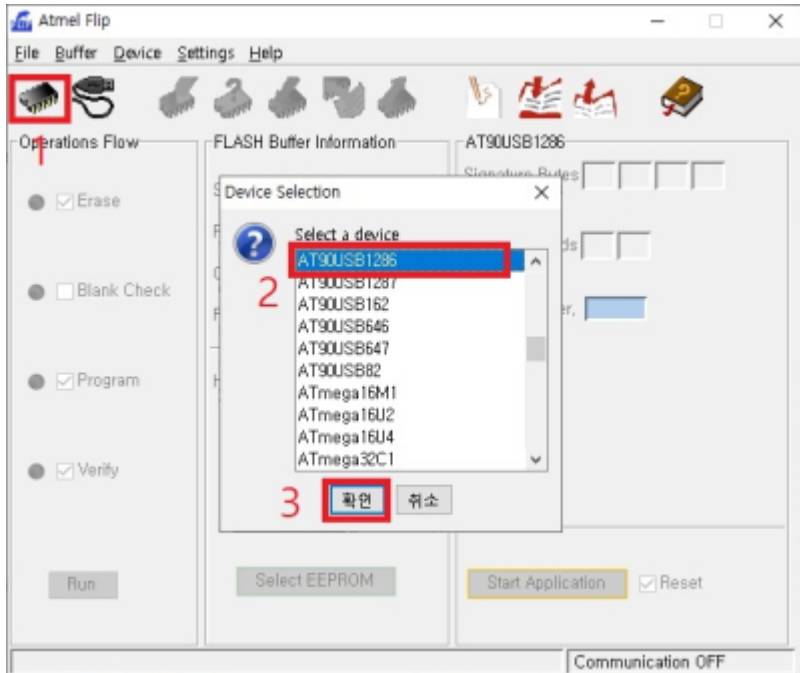 Atmel Flip
File Buffer Device Settings Help
1
Operations Flow
FLASH Buffer Information
AT90USB1286
Signature Bytes
Erase
Blank Check
Program
Verify
Run
Device Selection
Select a device
2
AT90USB1286
AT90USB1287
AT90USB162
AT90USB646
AT90USB647
AT90USB82
ATmega16M1
ATmega16U2
ATmega16U4
ATmega32C1
3
확인 취소
Select EEPROM
Start Application
Reset
Communication OFF